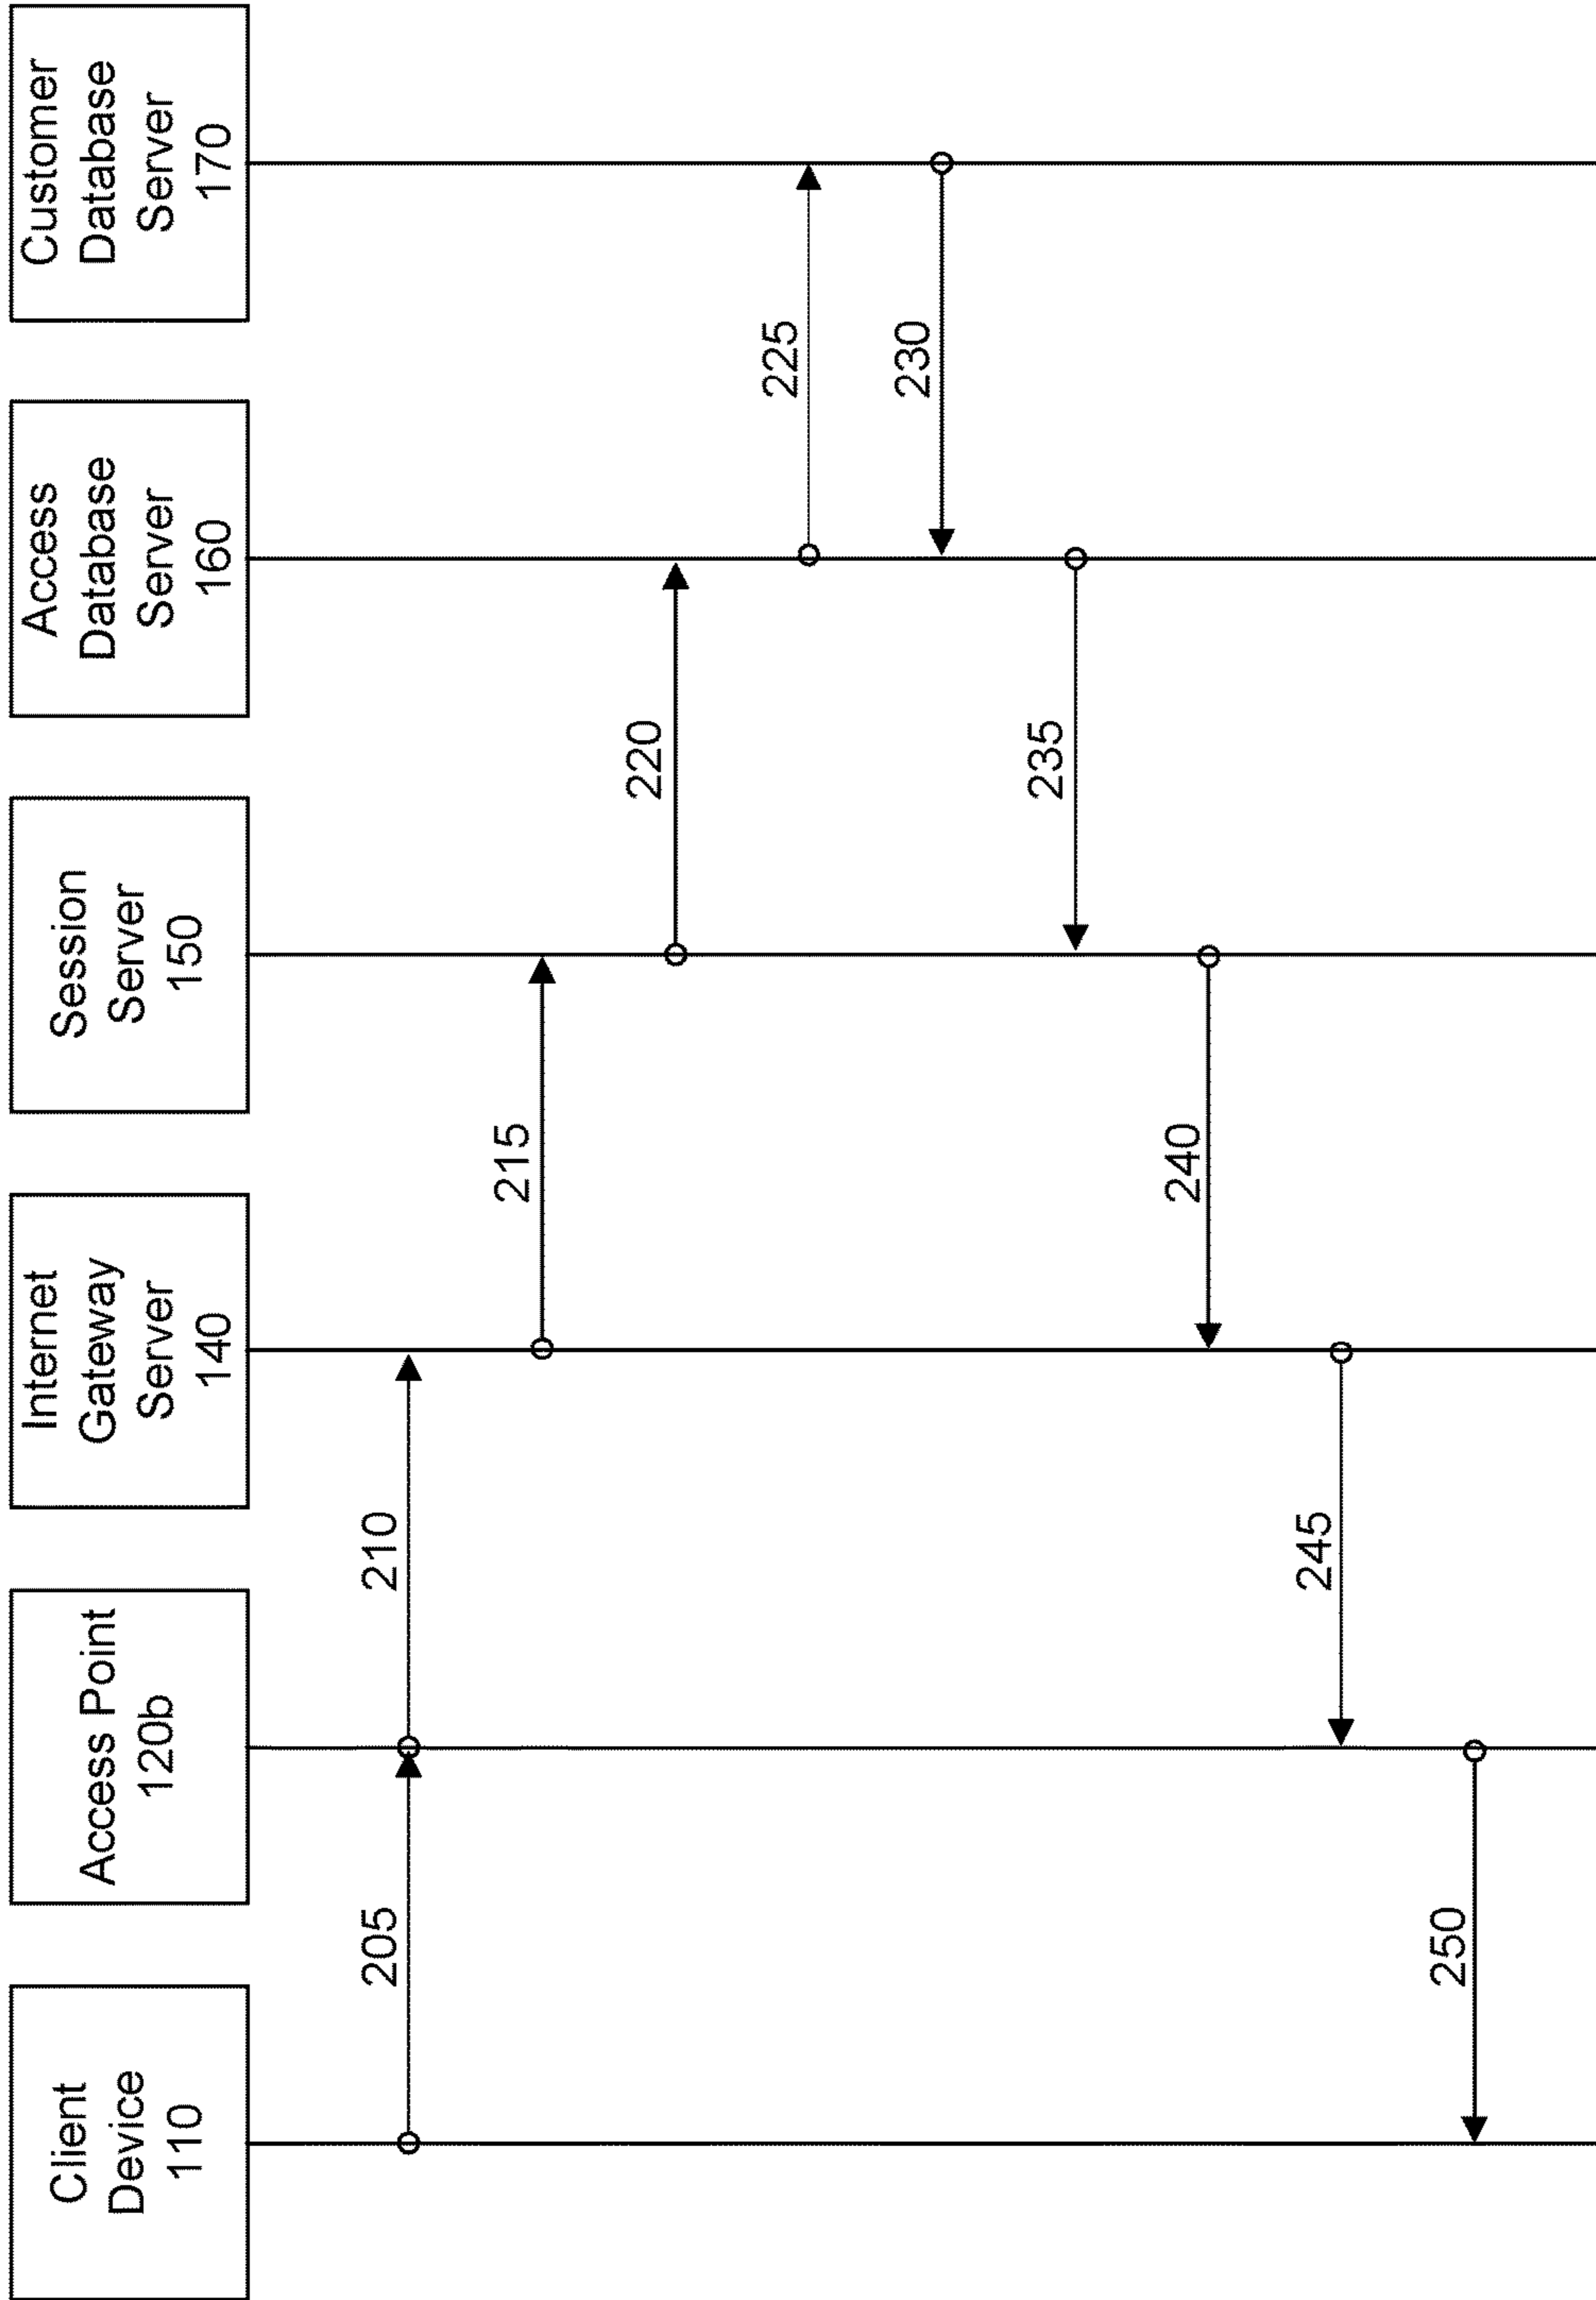 Client
Device
110
Access Point
120b
Internet
Gateway
Server
140
Session
Server
150
Access
Database
Server
160
Customer
Database
Server
170
205
210
215
220
225
230
235
240
245
250